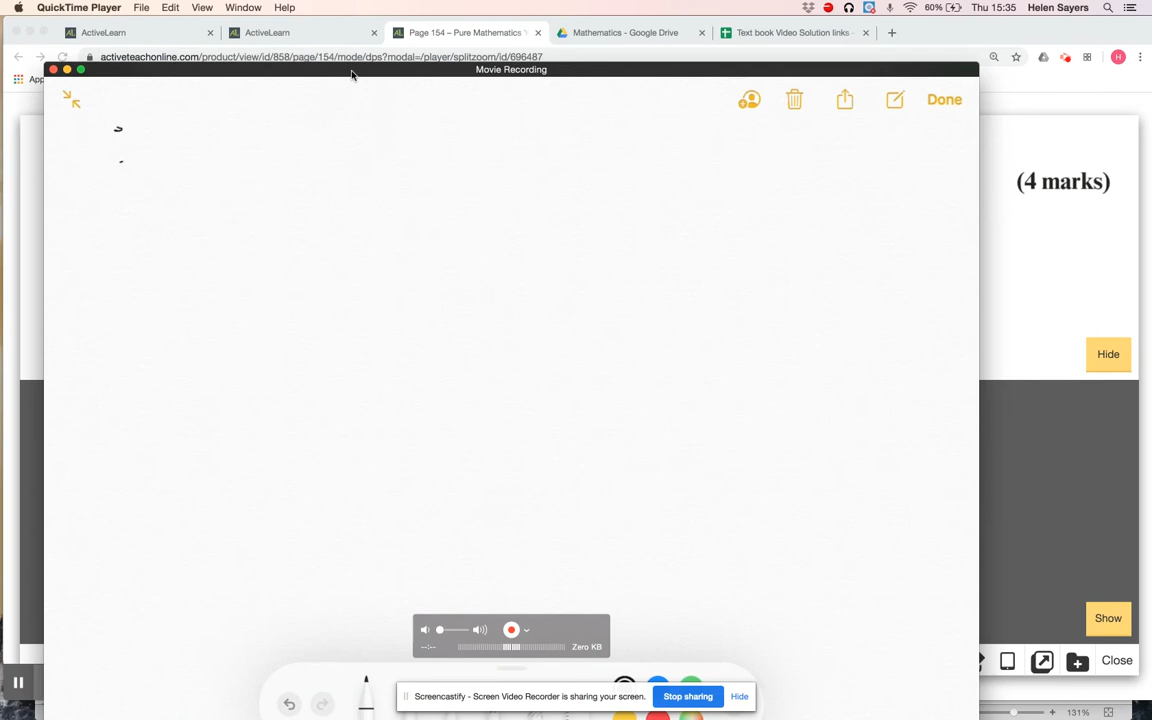 QuickTime Player File Edit View Window Help 60% Thu 15:35 Helen Sayers
ActiveLearn ActiveLearn Page 154 – Pure Mathematics Mathematics - Google Drive Text book Video Solution links -
activeteachonline.com/product/view/id/858/page/154/mode/dps?modal=/player/splitzoom/id/696487 H
Movie Recording
App
Done
(4 marks)
Hide
Show
--:-- Zero KB
Close
Screencastify - Screen Video Recorder is sharing your screen. Stop sharing Hide
131%